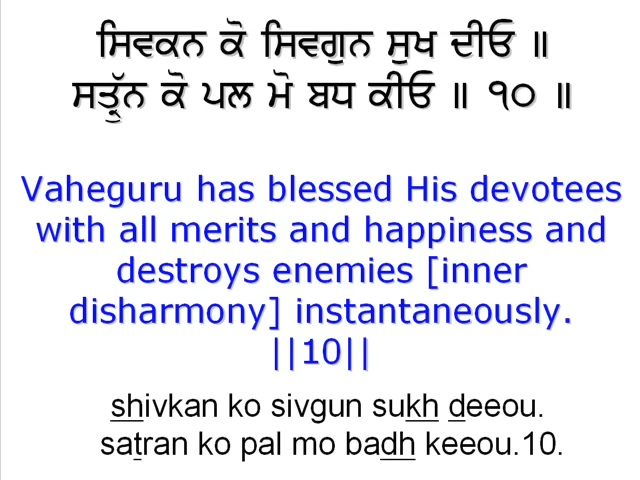 ਸਿਵਕਨ ਕੋ ਸਿਵਗੁਨ ਸੁਖ ਦੀਓ ॥
ਸਤ੍ਰੁੱਨ ਕੋ ਪਲ ਮੋ ਬਧ ਕੀਓ ॥ ੧੦ ॥
Vaheguru has blessed His devotees
with all merits and happiness and
destroys enemies [inner
disharmony] instantaneously.
||10||
shivkan ko sivgun sukh deeou.
satran ko pal mo badh keeou.10.